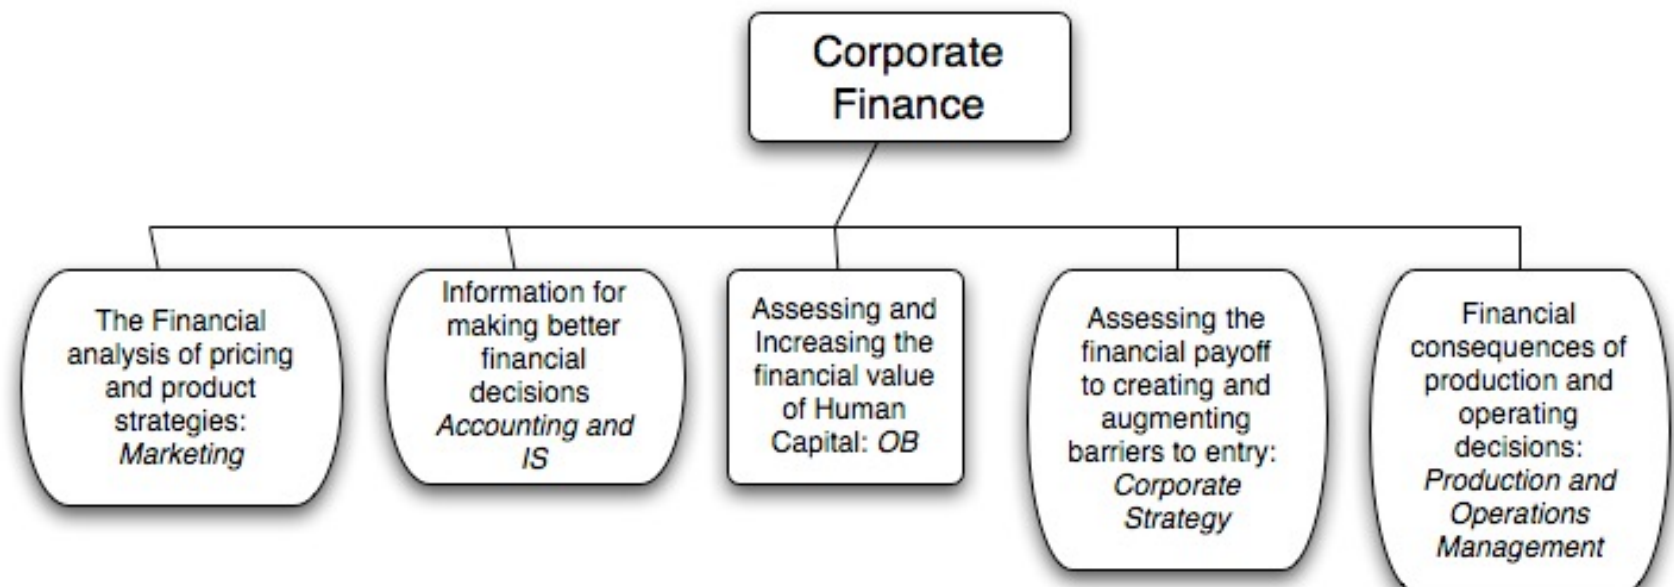 Corporate
Finance
The Financial
analysis of pricing
and product
strategies:
Marketing
Information for
making better
financial
decisions
Accounting and
IS
Assessing and
Increasing the
financial value
of Human
Capital: OB
Assessing the
financial payoff
to creating and
augmenting
barriers to entry:
Corporate
Strategy
Financial
consequences of
production and
operating
decisions:
Production and
Operations
Management